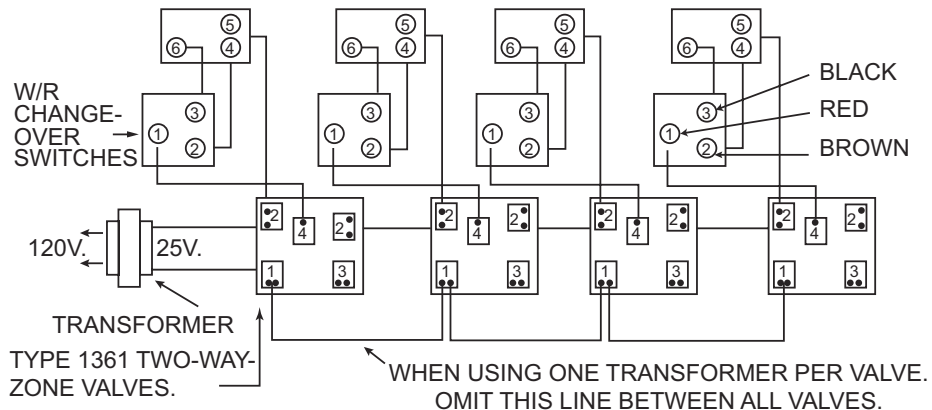 5
6 4
5
6 4
5
6 4
5
6 4
W/R
CHANGE-
OVER
SWITCHES
3
1
2
3
1
2
3
1
2
3
1
2
BLACK
RED
BROWN
2
4
2
1
3
2
4
2
1
3
2
4
2
1
3
2
4
2
1
3
120V.
25V.
TRANSFORMER
TYPE 1361 TWO-WAY-
ZONE VALVES.
WHEN USING ONE TRANSFORMER PER VALVE.
OMIT THIS LINE BETWEEN ALL VALVES.